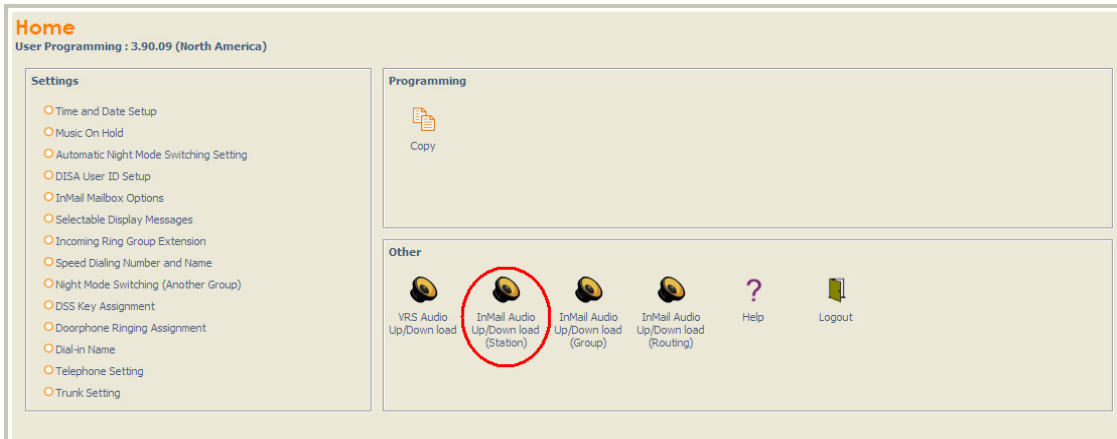 Home
User Programming : 3.90.09 (North America)
Settings
Time and Date Setup
Music On Hold
Automatic Night Mode Switching Setting
DISA User ID Setup
InMail Mailbox Options
Selectable Display Messages
Incoming Ring Group Extension
Speed Dialing Number and Name
Night Mode Switching (Another Group)
DSS Key Assignment
Doorphone Ringing Assignment
Dial-in Name
Telephone Setting
Trunk Setting
Programming
Copy
Other
VRS Audio
Up/Down load
InMail Audio
Up/Down load
(Station)
InMail Audio
Up/Down load
(Group)
InMail Audio
Up/Down load
(Routing)
?
Help
Logout